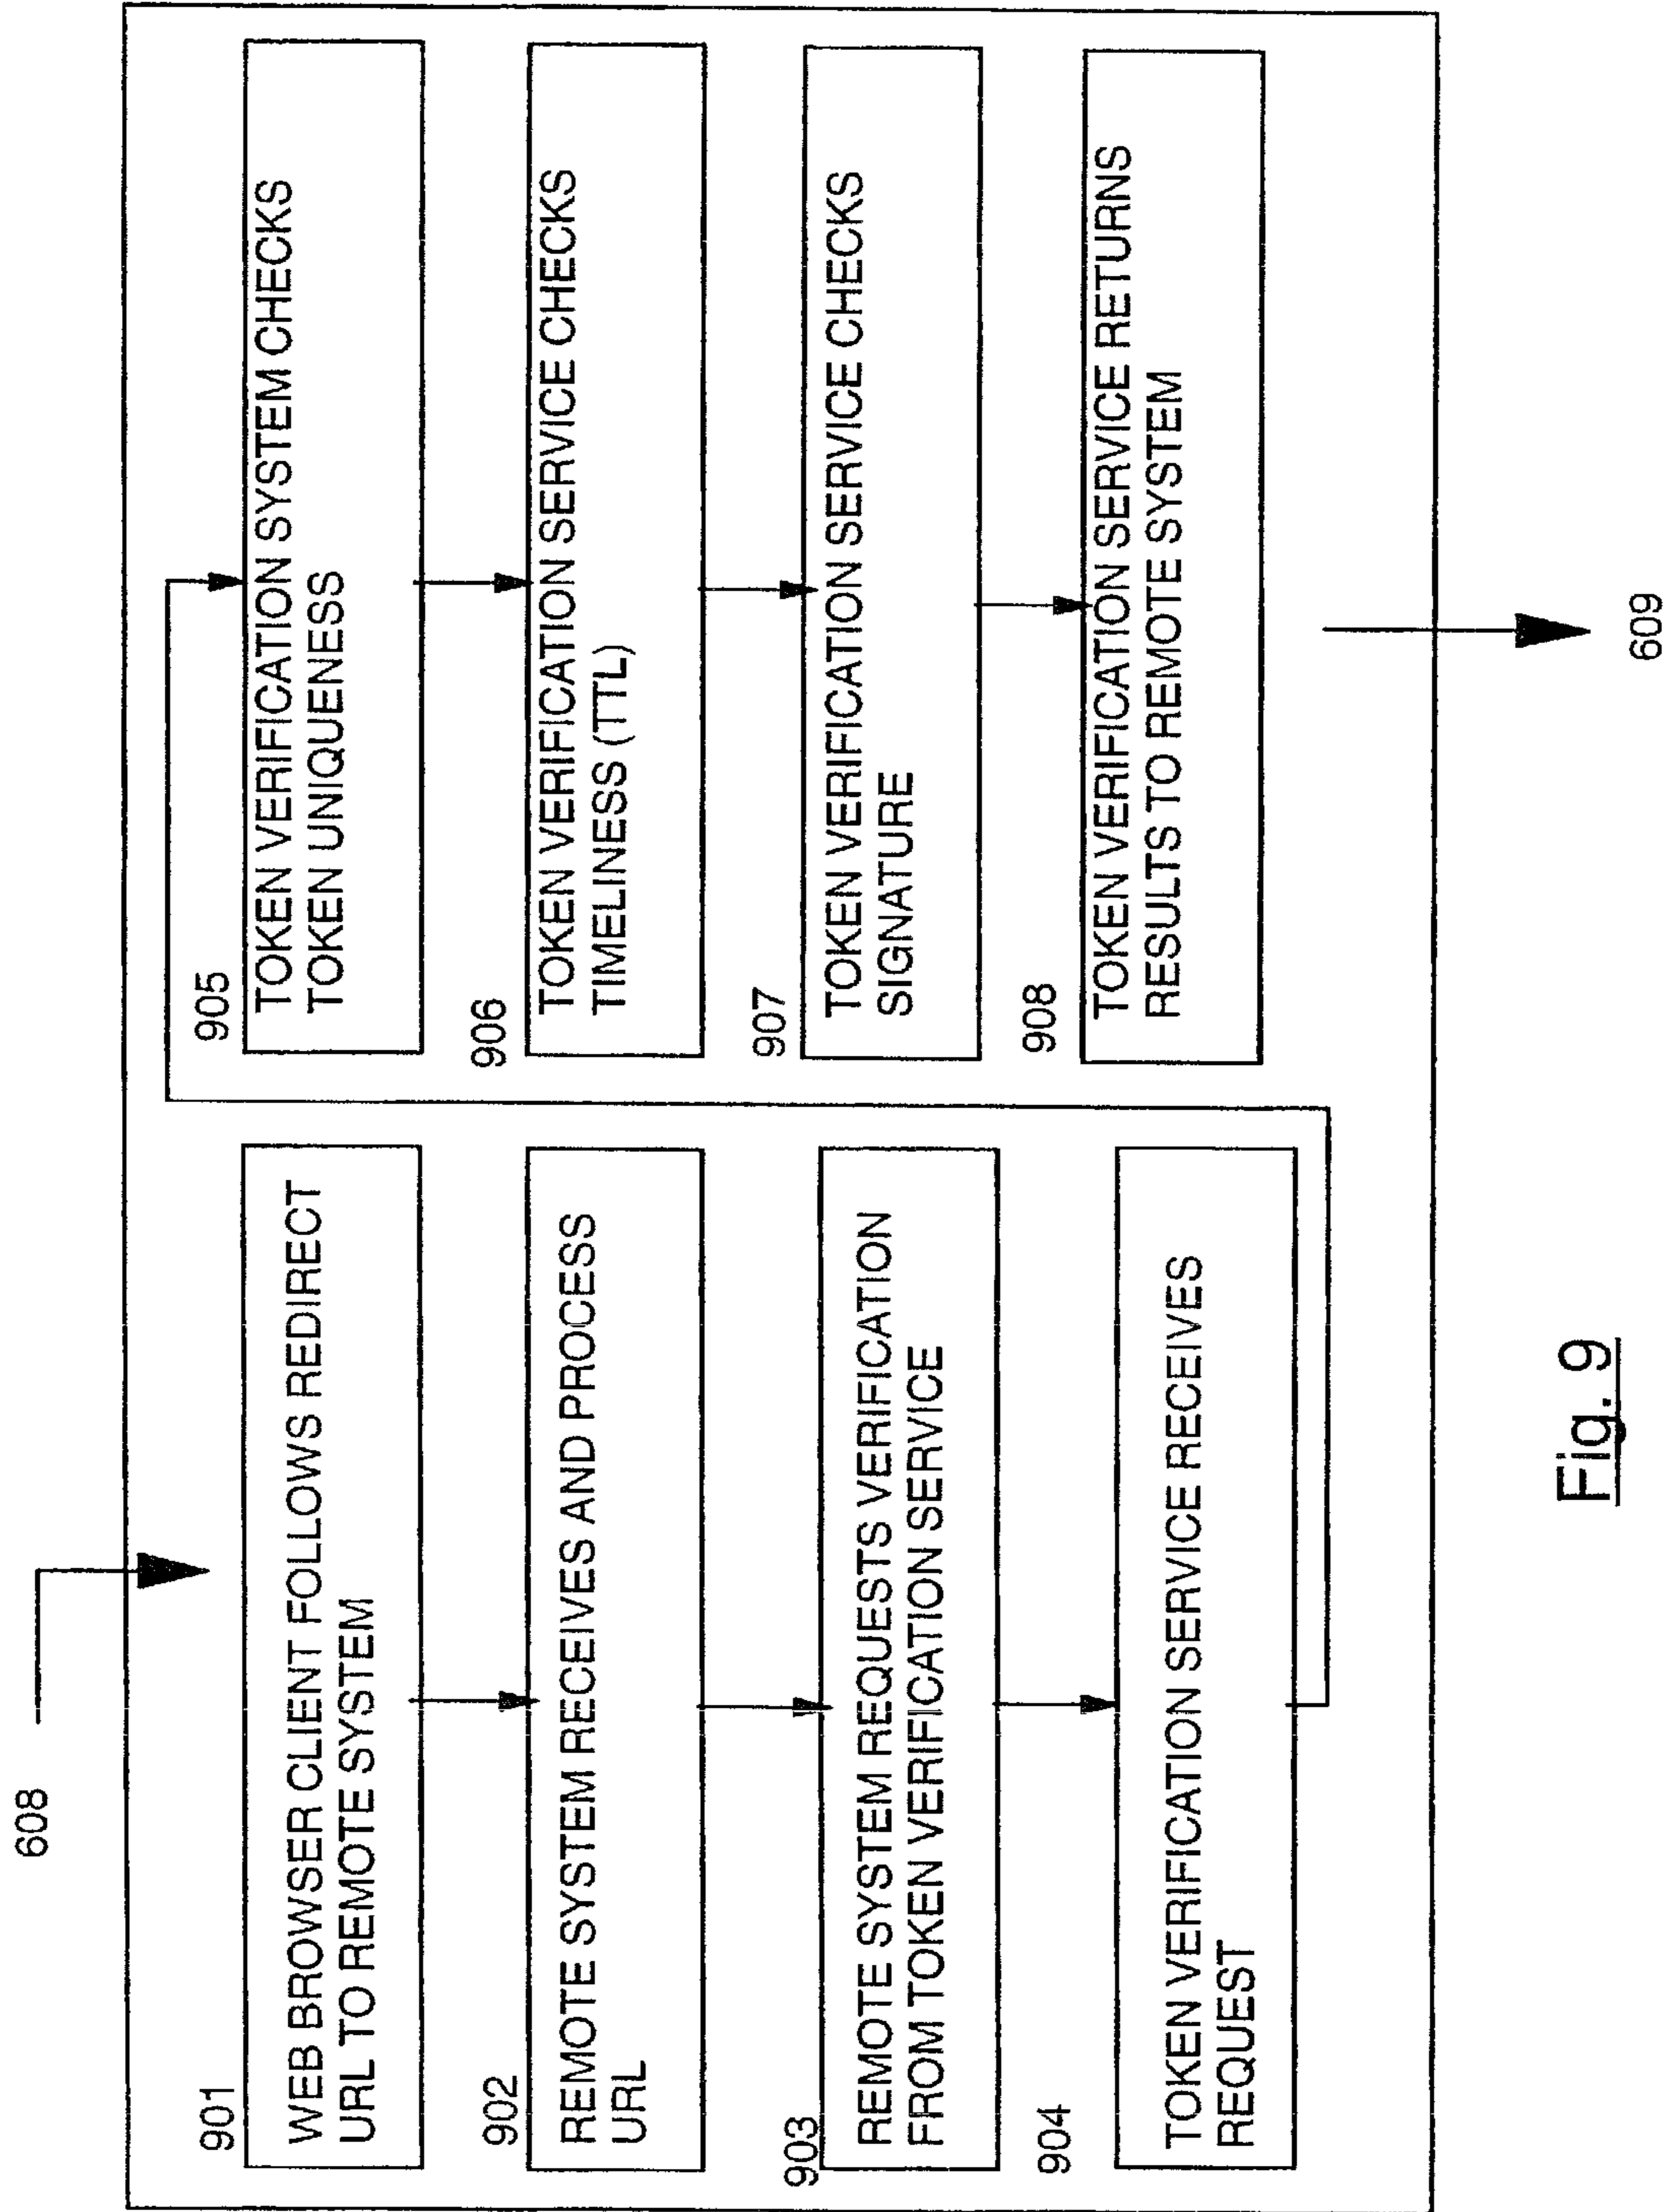 608
901
WEB BROWSER CLIENT FOLLOWS REDIRECT
URL TO REMOTE SYSTEM
902
REMOTE SYSTEM RECEIVES AND PROCESS
URL
903
REMOTE SYSTEM REQUESTS VERIFICATION
FROM TOKEN VERIFICATION SERVICE
904
TOKEN VERIFICATION SERVICE RECEIVES
REQUEST
905
TOKEN VERIFICATION SYSTEM CHECKS
TOKEN UNIQUENESS
906
TOKEN VERIFICATION SERVICE CHECKS
TIMELINESS (TTL)
907
TOKEN VERIFICATION SERVICE CHECKS
SIGNATURE
908
TOKEN VERIFICATION SERVICE RETURNS
RESULTS TO REMOTE SYSTEM
609
Fig. 9